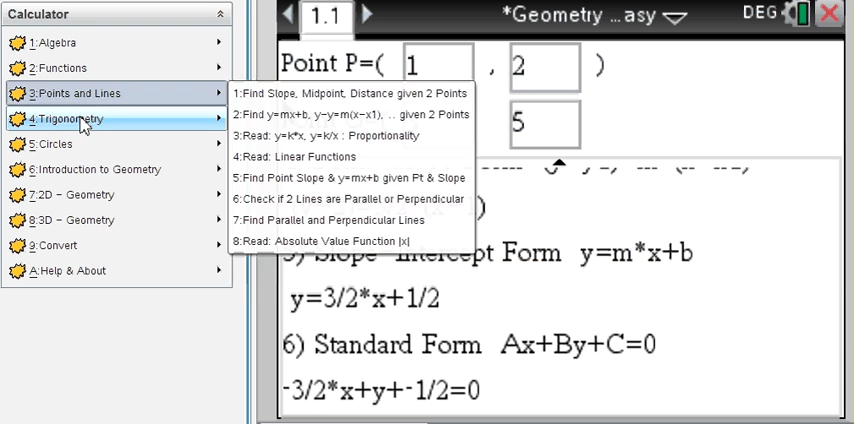 Calculator
1:Algebra
2:Functions
3:Points and Lines
4:Trigonometry
5:Circles
6:Introduction to Geometry
7:2D – Geometry
8:3D – Geometry
9:Convert
A:Help & About
1:Find Slope, Midpoint, Distance given 2 Points
2:Find y=mx+b, y-y=m(x-x1), .. given 2 Points
3:Read: y=k*x, y=k/x : Proportionality
4:Read: Linear Functions
5:Find Point Slope & y=mx+b given Pt & Slope
6:Check if 2 Lines are Parallel or Perpendicular
7:Find Parallel and Perpendicular Lines
8:Read: Absolute Value Function |x|
1.1
*Geometry ...asy
DEG
Point P=( 1 , 2 )
5
5) Slope Intercept Form y=m*x+b
y=3/2*x+1/2
6) Standard Form Ax+By+C=0
-3/2*x+y+-1/2=0